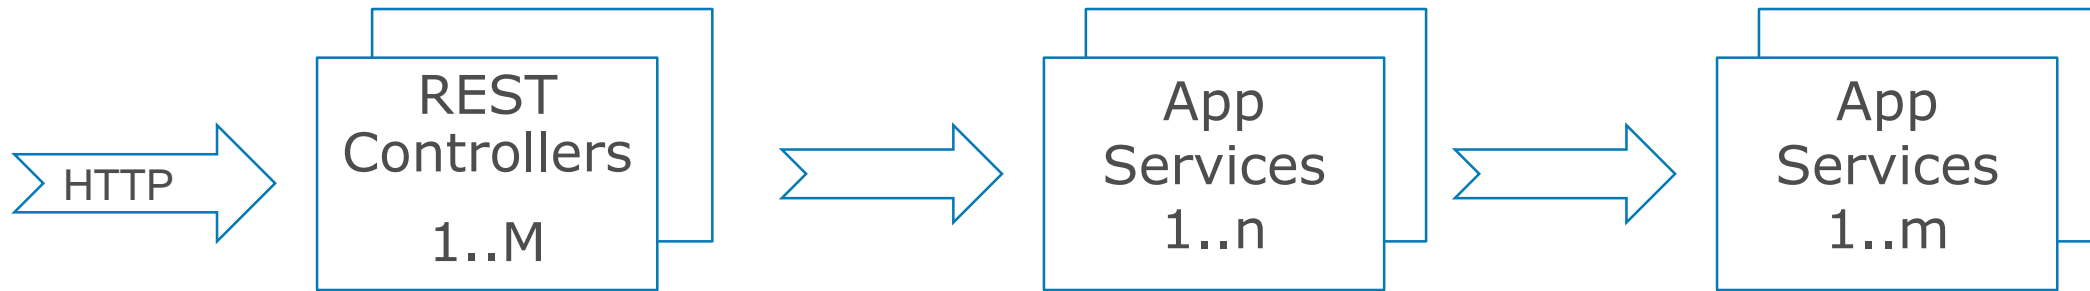 HTTP
REST
Controllers
1..M
App
Services
1..n
App
Services
1..m